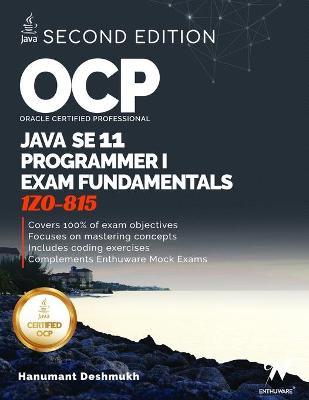 Java
SECOND EDITION
OCP
ORACLE CERTIFIED PROFESSIONAL
JAVA SE 11
PROGRAMMER I
EXAM FUNDAMENTALS
1Z0-815
Covers 100% of exam objectives
Focuses on mastering concepts
Includes coding exercises
Complements Enthuware Mock Exams
Java
CERTIFIED
OCP
Hanumant Deshmukh
ENTHUWARE